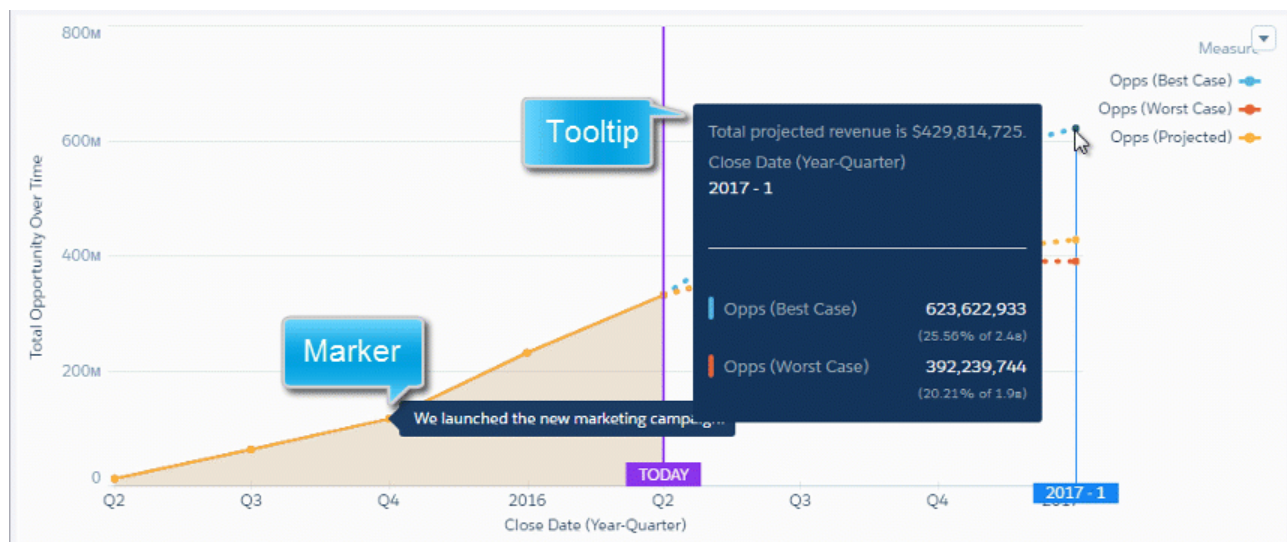 800M
Measure
Opps (Best Case)
Opps (Worst Case)
Opps (Projected)
Tooltip
Total projected revenue is $429,814,725.
Close Date (Year-Quarter)
2017 - 1
600M
Total Opportunity Over Time
400M
Opps (Best Case) 623,622,933
(25.56% of 2.4B)
Marker
Opps (Worst Case) 392,239,744
(20.21% of 1.9B)
200M
We launched the new marketing campaign.
0
TODAY
Q2 Q3 Q4 2016 Q2 Q3 Q4 2017
2017 - 1
Close Date (Year-Quarter)